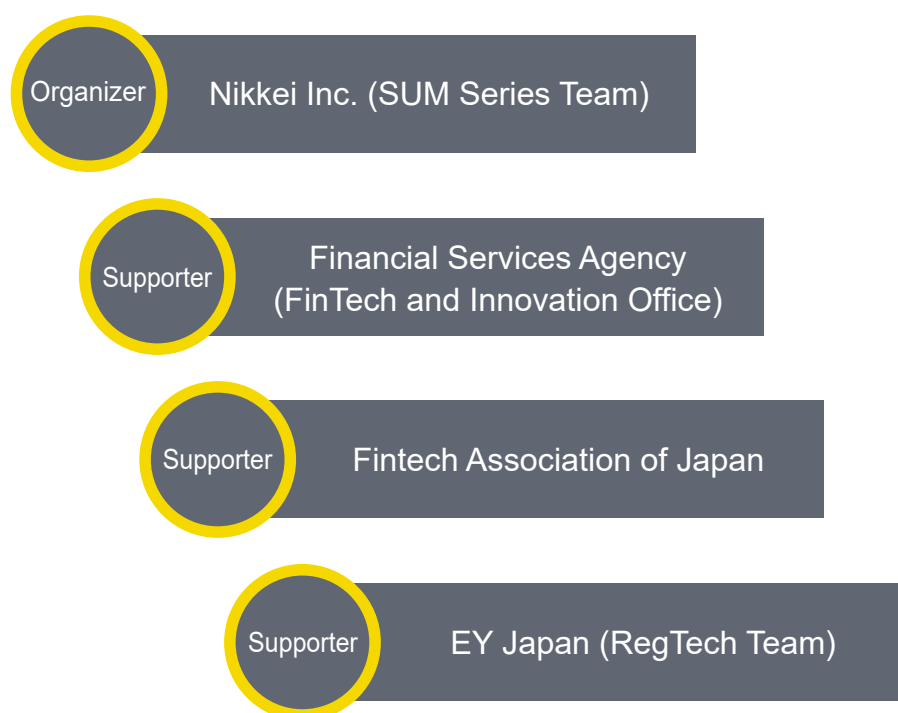 Organizer
Nikkei Inc. (SUM Series Team)
Supporter
Financial Services Agency
(FinTech and Innovation Office)
Supporter
Fintech Association of Japan
Supporter
EY Japan (RegTech Team)